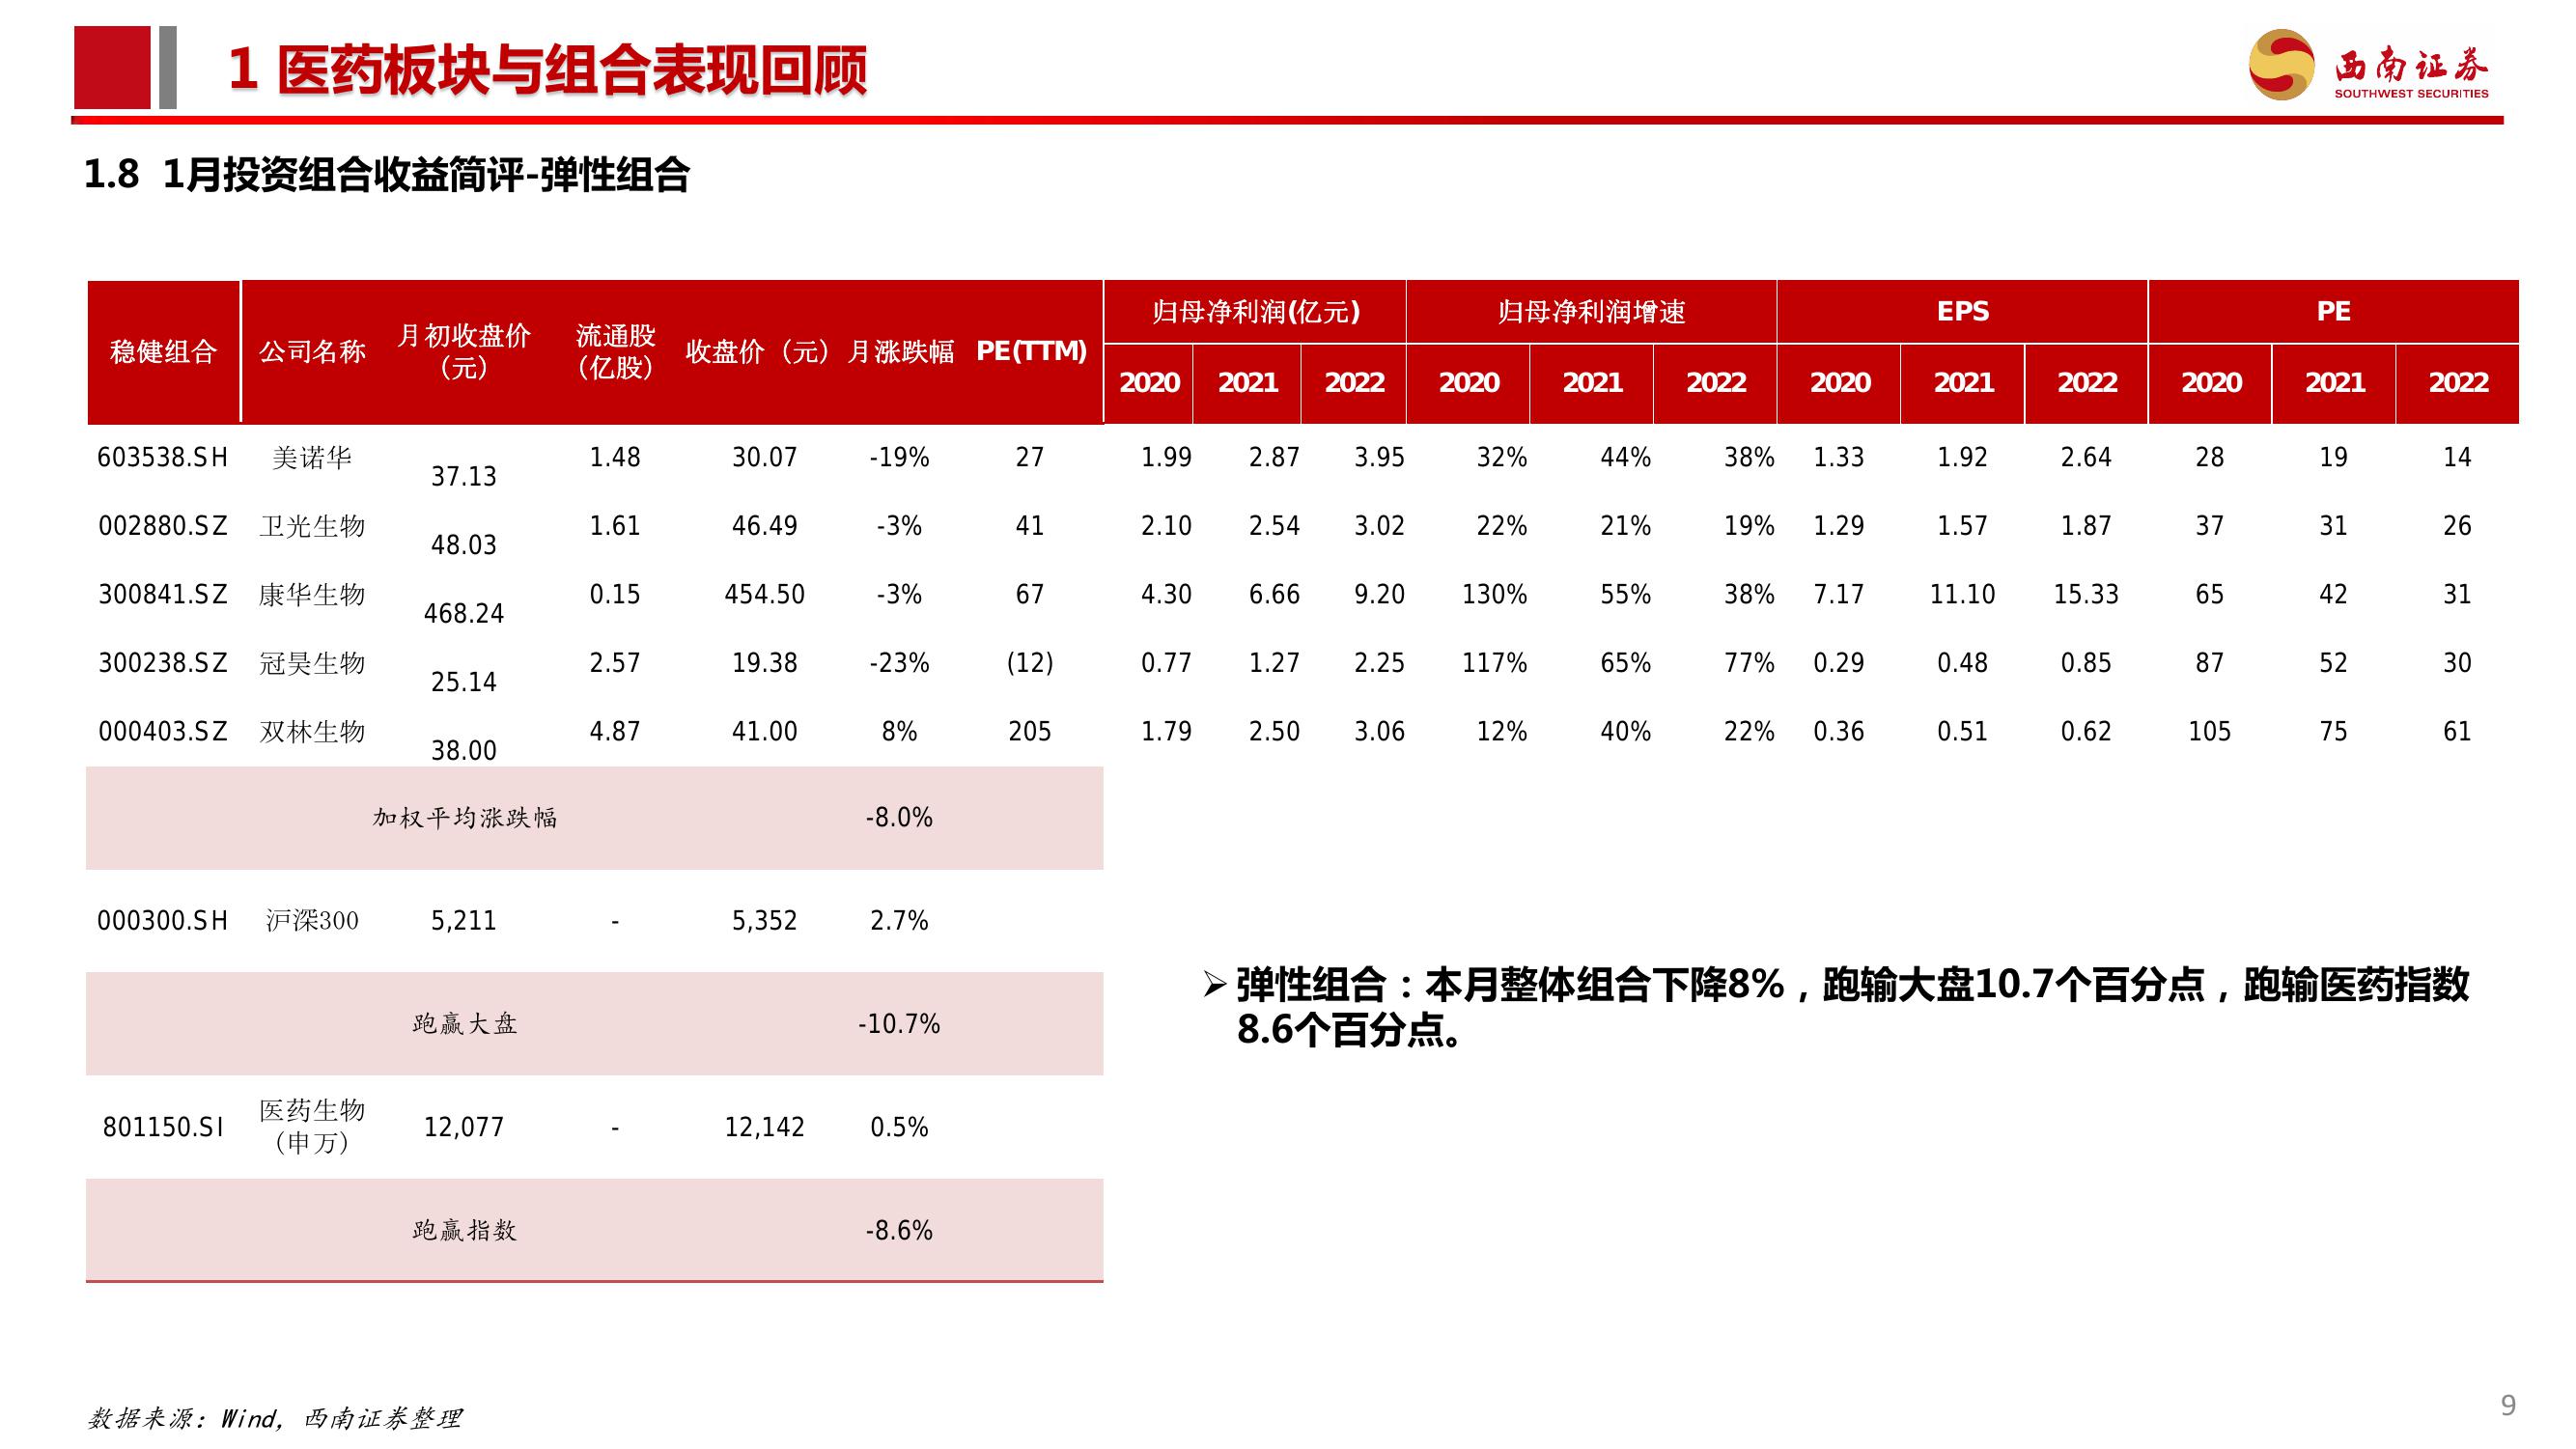 1 医药板块与组合表现回顾
西南证券
SOUTHWEST SECURITIES
1.8 1月投资组合收益简评-弹性组合
稳健组合 公司名称 月初收盘价（元） 流通股（亿股） 收盘价（元） 月涨跌幅 PE(TTM) 归母净利润(亿元) 归母净利润增速 EPS PE
2020 2021 2022 2020 2021 2022 2020 2021 2022 2020 2021 2022
603538.SH 美诺华 37.13 1.48 30.07 -19% 27 1.99 2.87 3.95 32% 44% 38% 1.33 1.92 2.64 28 19 14
002880.SZ 卫光生物 48.03 1.61 46.49 -3% 41 2.10 2.54 3.02 22% 21% 19% 1.29 1.57 1.87 37 31 26
300841.SZ 康华生物 468.24 0.15 454.50 -3% 67 4.30 6.66 9.20 130% 55% 38% 7.17 11.10 15.33 65 42 31
300238.SZ 冠昊生物 25.14 2.57 19.38 -23% (12) 0.77 1.27 2.25 117% 65% 77% 0.29 0.48 0.85 87 52 30
000403.SZ 双林生物 38.00 4.87 41.00 8% 205 1.79 2.50 3.06 12% 40% 22% 0.36 0.51 0.62 105 75 61
加权平均涨跌幅 -8.0%
000300.SH 沪深300 5,211 - 5,352 2.7%
跑赢大盘 -10.7%
801150.SI 医药生物（申万） 12,077 - 12,142 0.5%
跑赢指数 -8.6%
➢ 弹性组合：本月整体组合下降8%，跑输大盘10.7个百分点，跑输医药指数
8.6个百分点。
数据来源：Wind，西南证券整理
9